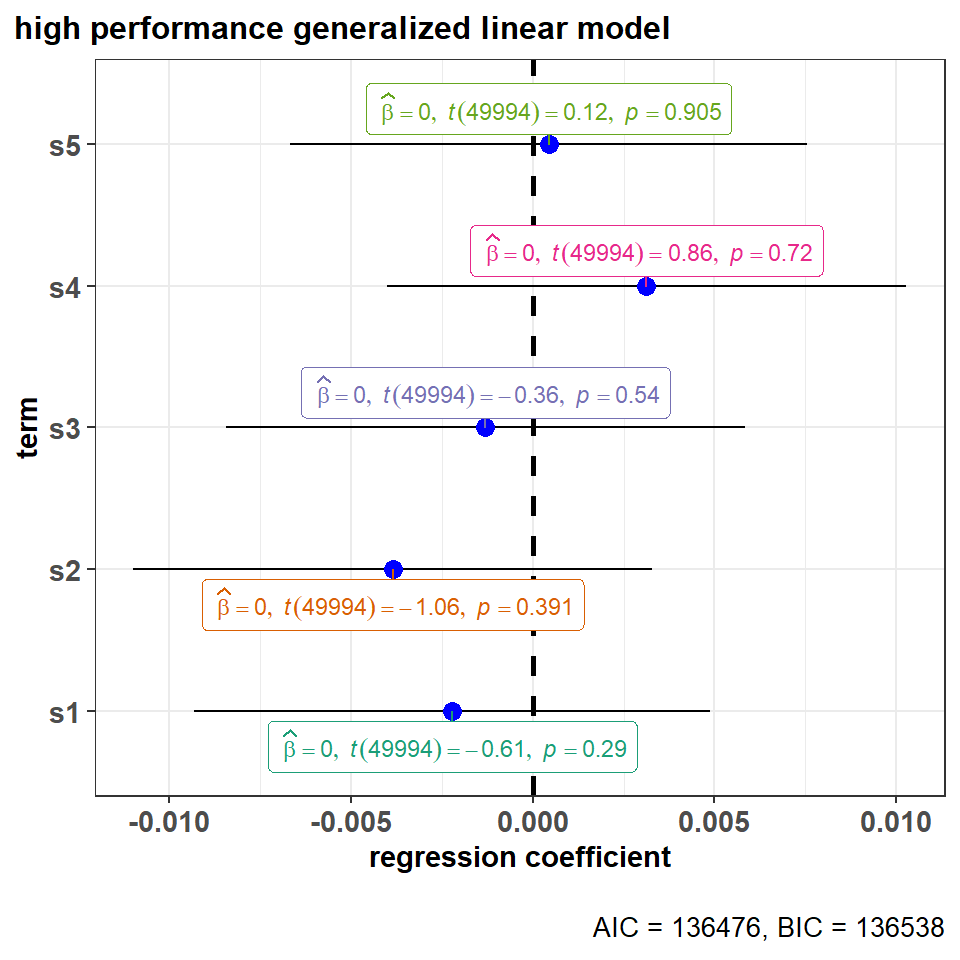 high performance generalized linear model
β̂ = 0, t(49994) = 0.12, p = 0.905
s5
β̂ = 0, t(49994) = 0.86, p = 0.72
s4
β̂ = 0, t(49994) = −0.36, p = 0.54
s3
term
s2
β̂ = 0, t(49994) = −1.06, p = 0.391
s1
β̂ = 0, t(49994) = −0.61, p = 0.29
-0.010 -0.005 0.000 0.005 0.010
regression coefficient
AIC = 136476, BIC = 136538